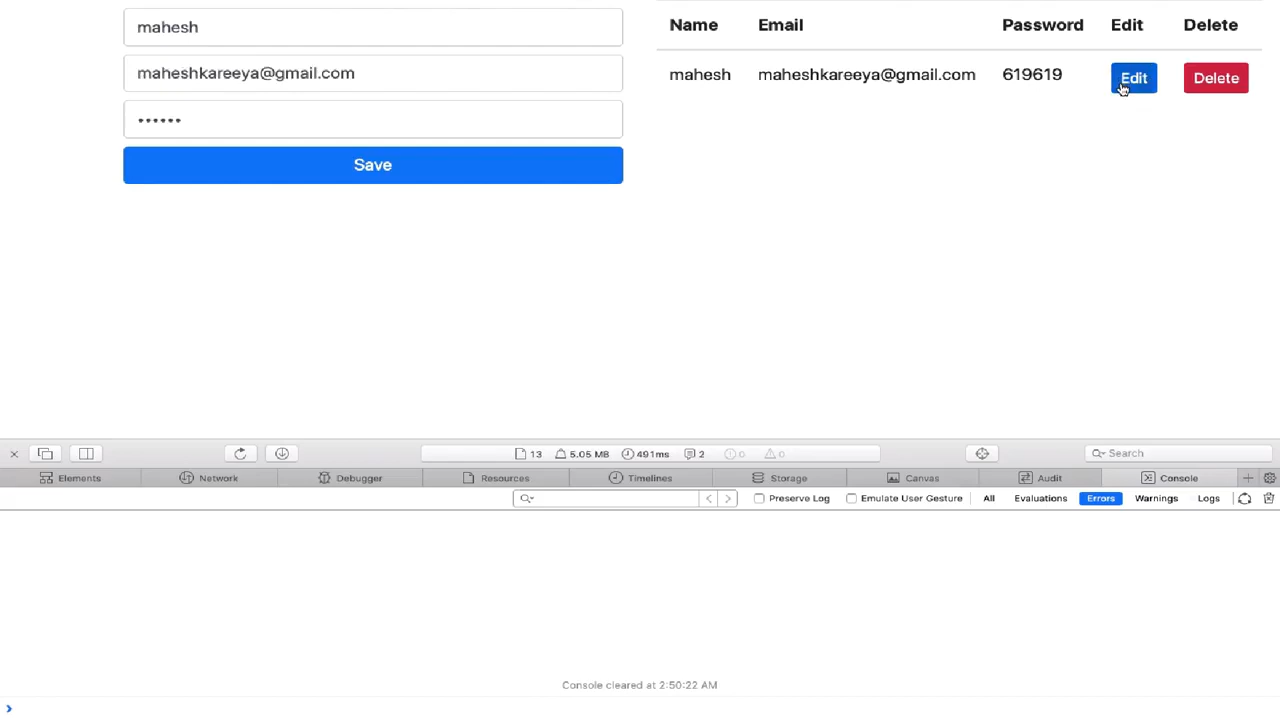 mahesh
maheshkareeya@gmail.com
••••••
Save
Name Email Password Edit Delete
mahesh maheshkareeya@gmail.com 619619 Edit Delete
13 5.05 MB 491ms 2 0 0 Search
Elements Network Debugger Resources Timelines Storage Canvas Audit Console
Preserve Log Emulate User Gesture All Evaluations Errors Warnings Logs
Console cleared at 2:50:22 AM